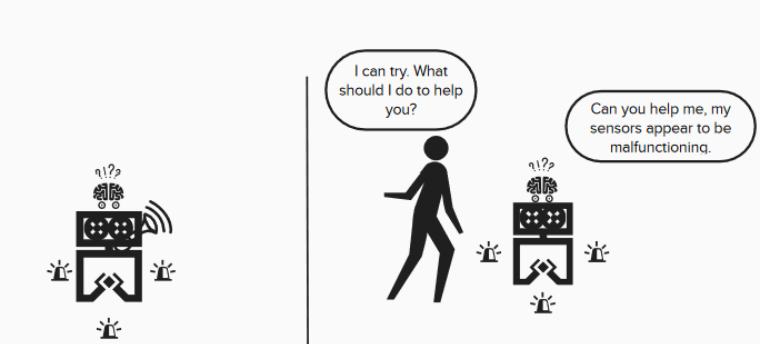 I can try. What
should I do to help
you?
Can you help me, my
sensors appear to be
malfunctioning.
?!??
?!??